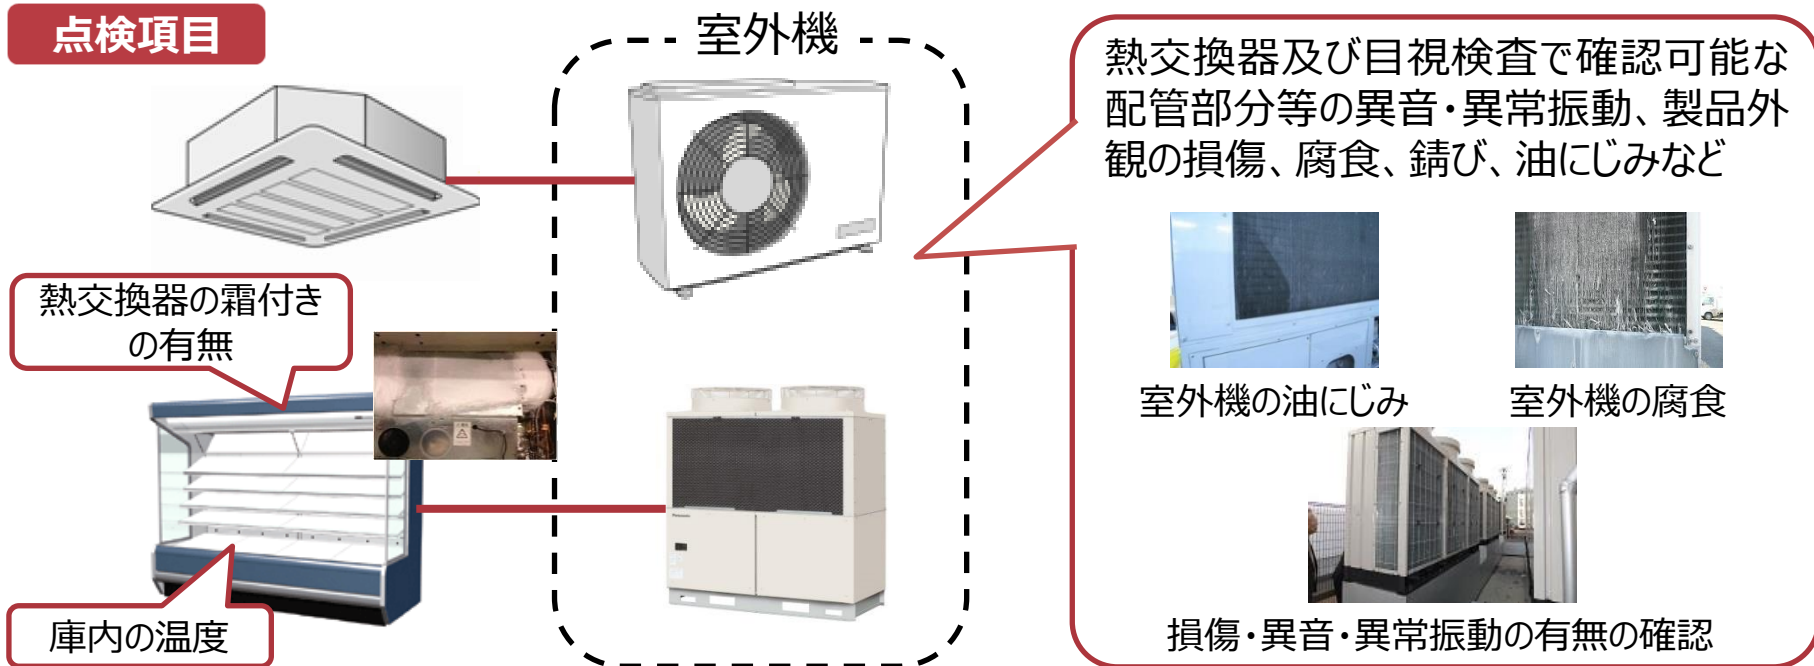 点検項目
室外機
熱交換器及び目視検査で確認可能な
配管部分等の異音・異常振動、製品外
観の損傷、腐食、錆び、油にじみなど
熱交換器の霜付き
の有無
室外機の油にじみ
室外機の腐食
庫内の温度
損傷・異音・異常振動の有無の確認